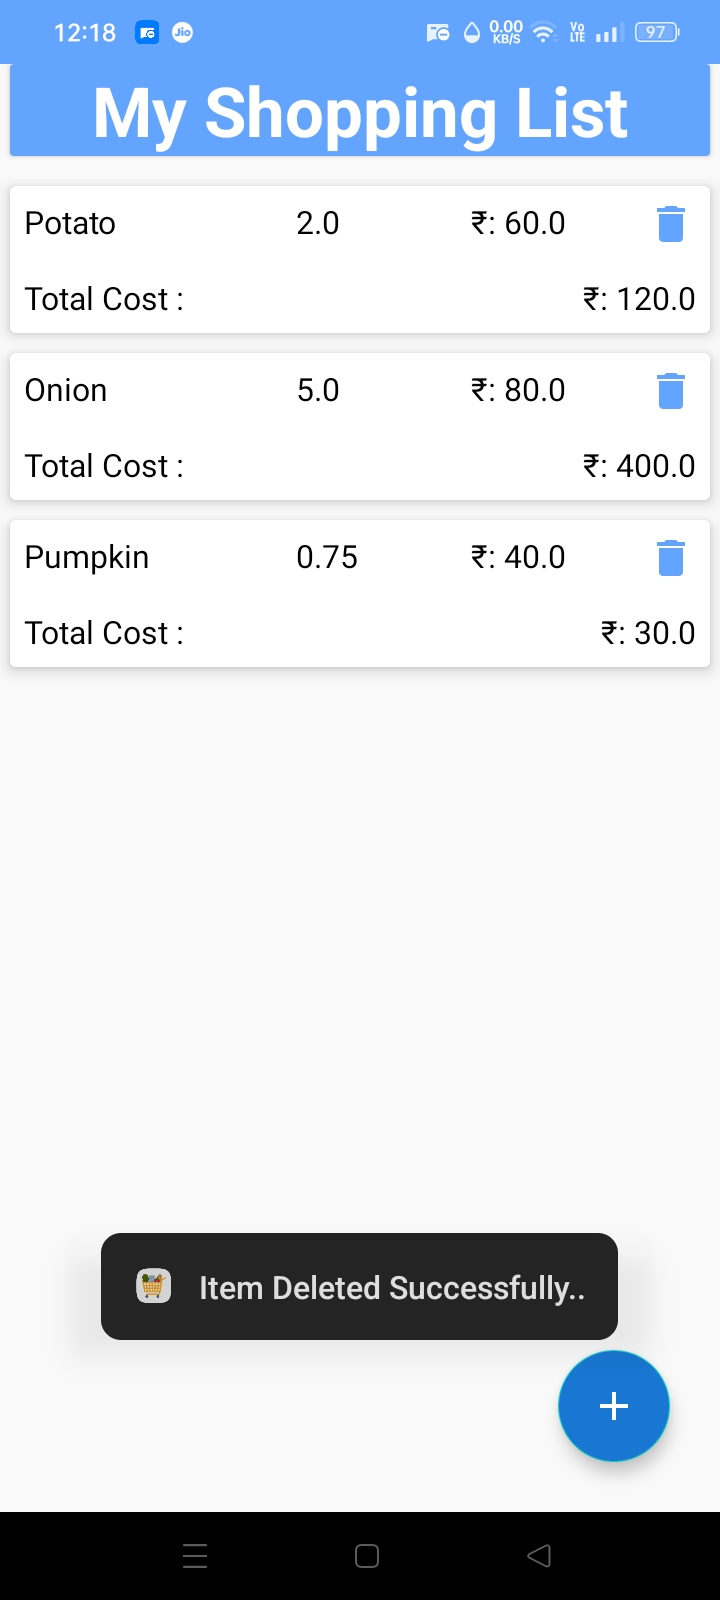 12:18 Jio 0.00 KB/S Vo LTE 97
My Shopping List
Potato 2.0 ₹: 60.0
Total Cost : ₹: 120.0
Onion 5.0 ₹: 80.0
Total Cost : ₹: 400.0
Pumpkin 0.75 ₹: 40.0
Total Cost : ₹: 30.0
Item Deleted Successfully..
+